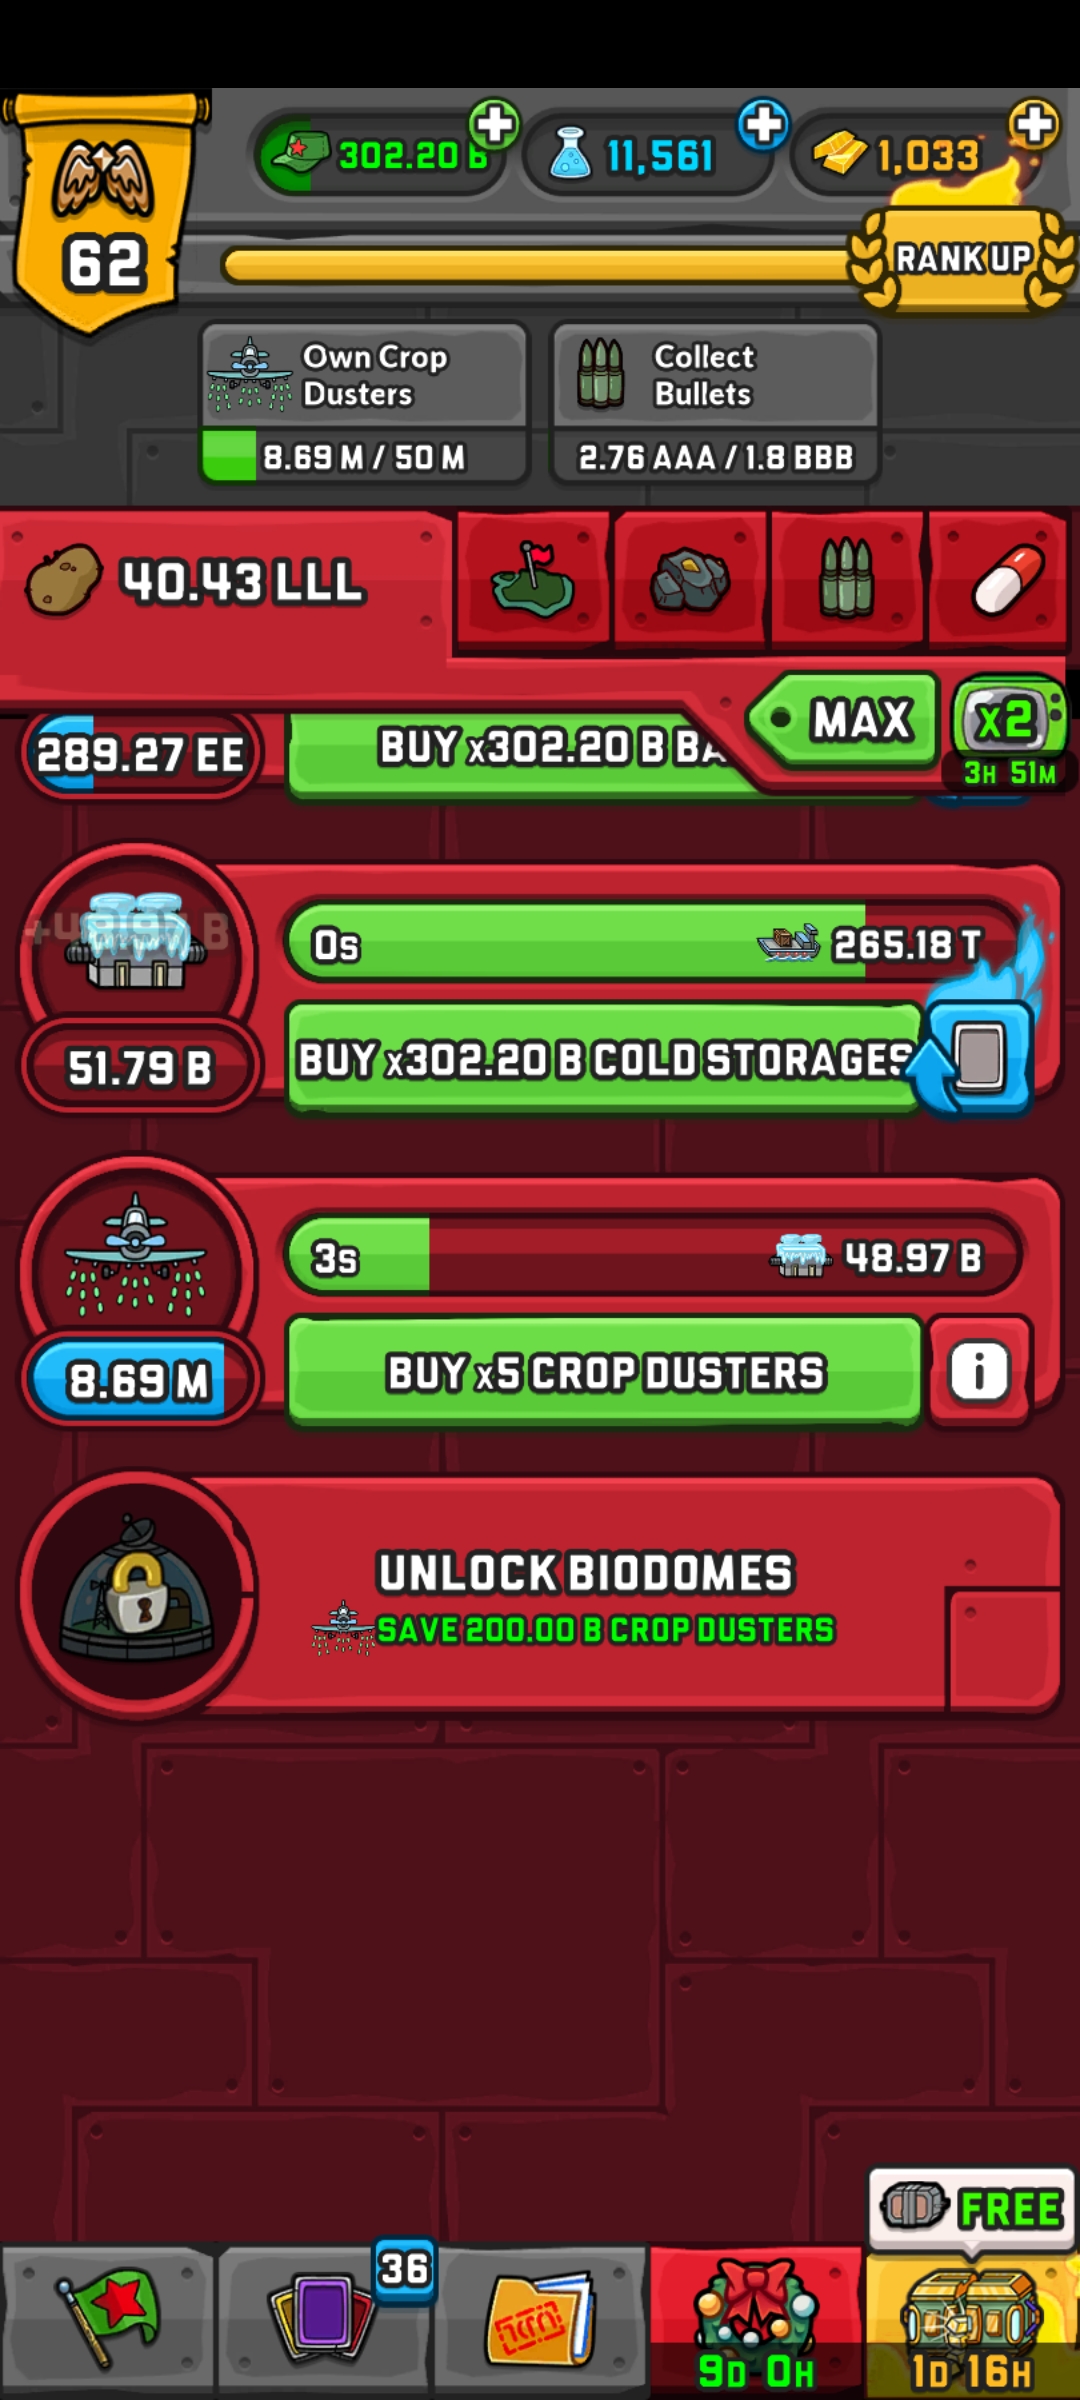 302.20 B
11,561
1,033
62
RANK UP
Own Crop
Dusters
Collect
Bullets
8.69 M / 50 M
2.76 AAA / 1.8 BBB
40.43 LLL
MAX
x2
3H 51M
289.27 EE
BUY x302.20 B BA
0s
265.18 T
51.79 B
BUY x302.20 B COLD STORAGES
3s
48.97 B
8.69 M
BUY x5 CROP DUSTERS
i
UNLOCK BIODOMES
SAVE 200.00 B CROP DUSTERS
FREE
36
9D 0H
1D 16H